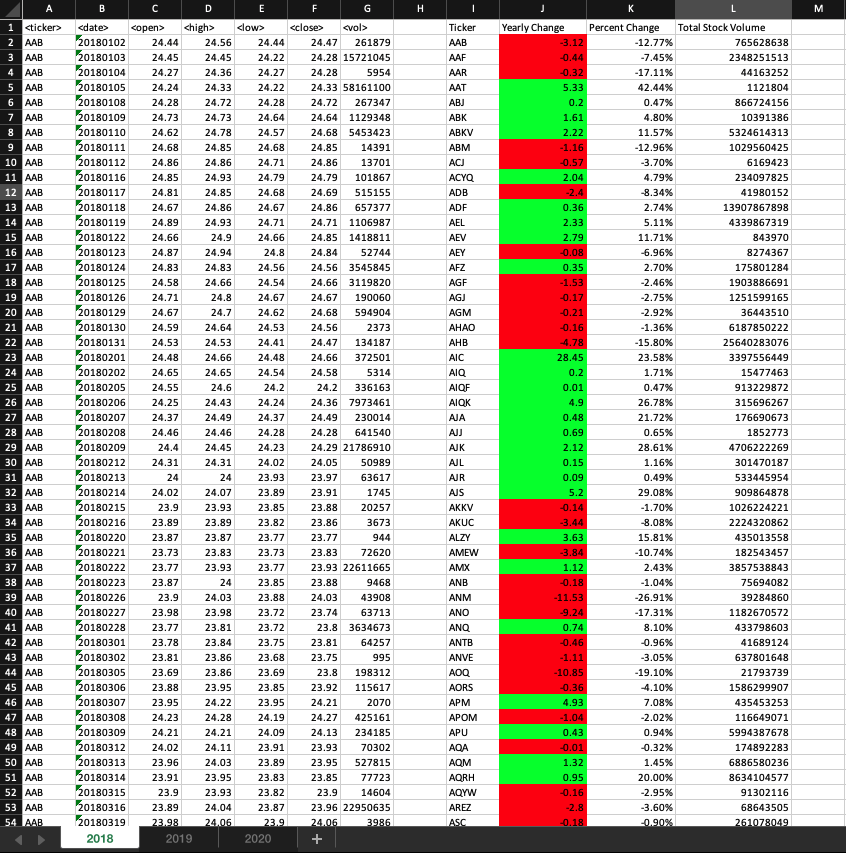 A B C D E F G H I J K L M
1 <ticker> <date> <open> <high> <low> <close> <vol> Ticker Yearly Change Percent Change Total Stock Volume
2 AAB 20180102 24.44 24.56 24.44 24.47 261879 AAB -3.12 -12.77% 765628638
3 AAB 20180103 24.45 24.45 24.22 24.28 15721045 AAF -0.44 -7.45% 2348251513
4 AAB 20180104 24.27 24.36 24.27 24.28 5954 AAR -0.32 -17.11% 44163252
5 AAB 20180105 24.24 24.33 24.22 24.33 58161100 AAT 5.33 42.44% 1121804
6 AAB 20180108 24.28 24.72 24.28 24.72 267347 ABJ 0.2 0.47% 866724156
7 AAB 20180109 24.73 24.73 24.64 24.64 1129348 ABK 1.61 4.80% 10391386
8 AAB 20180110 24.62 24.78 24.57 24.68 5453423 ABKV 2.22 11.57% 5324614313
9 AAB 20180111 24.68 24.85 24.68 24.85 14391 ABM -1.16 -12.96% 1029560425
10 AAB 20180112 24.86 24.86 24.71 24.86 13701 ACJ -0.57 -3.70% 6169423
11 AAB 20180116 24.85 24.93 24.79 24.79 101867 ACYQ 2.04 4.79% 234097825
12 AAB 20180117 24.81 24.85 24.68 24.69 515155 ADB -2.4 -8.34% 41980152
13 AAB 20180118 24.67 24.86 24.67 24.86 657377 ADF 0.36 2.74% 13907867898
14 AAB 20180119 24.89 24.93 24.71 24.71 1106987 AEL 2.33 5.11% 4339867319
15 AAB 20180122 24.66 24.9 24.66 24.85 1418811 AEV 2.79 11.71% 843970
16 AAB 20180123 24.87 24.94 24.8 24.84 52744 AEY -0.08 -6.96% 8274367
17 AAB 20180124 24.83 24.83 24.56 24.56 3545845 AFZ 0.35 2.70% 175801284
18 AAB 20180125 24.58 24.66 24.54 24.66 3119820 AGF -1.53 -2.46% 1903886691
19 AAB 20180126 24.71 24.8 24.67 24.67 190060 AGJ -0.17 -2.75% 1251599165
20 AAB 20180129 24.67 24.7 24.62 24.68 594904 AGM -0.21 -2.92% 36443510
21 AAB 20180130 24.59 24.64 24.53 24.56 2373 AHAO -0.16 -1.36% 6187850222
22 AAB 20180131 24.53 24.53 24.41 24.47 134187 AHB -4.78 -15.80% 25640283076
23 AAB 20180201 24.48 24.66 24.48 24.66 372501 AIC 28.45 23.58% 3397556449
24 AAB 20180202 24.65 24.65 24.54 24.58 5314 AIQ 0.2 1.71% 15477463
25 AAB 20180205 24.55 24.6 24.2 24.2 336163 AIQF 0.01 0.47% 913229872
26 AAB 20180206 24.25 24.43 24.24 24.36 7973461 AIQK 4.9 26.78% 315696267
27 AAB 20180207 24.37 24.49 24.37 24.49 230014 AJA 0.48 21.72% 176690673
28 AAB 20180208 24.46 24.46 24.28 24.28 641540 AJJ 0.69 0.65% 1852773
29 AAB 20180209 24.4 24.45 24.23 24.29 21786910 AJK 2.12 28.61% 4706222269
30 AAB 20180212 24.31 24.31 24.02 24.05 50989 AJL 0.15 1.16% 301470187
31 AAB 20180213 24 24 23.93 23.97 63617 AJR 0.09 0.49% 533445954
32 AAB 20180214 24.02 24.07 23.89 23.91 1745 AJS 5.2 29.08% 909864878
33 AAB 20180215 23.9 23.93 23.85 23.88 20257 AKKV -0.14 -1.70% 1026224221
34 AAB 20180216 23.89 23.89 23.82 23.86 3673 AKUC -3.44 -8.08% 2224320862
35 AAB 20180220 23.87 23.87 23.77 23.77 944 ALZY 3.63 15.81% 435013558
36 AAB 20180221 23.73 23.83 23.73 23.83 72620 AMEW -3.84 -10.74% 182543457
37 AAB 20180222 23.77 23.93 23.77 23.93 22611665 AMX 1.12 2.43% 3857538843
38 AAB 20180223 23.87 24 23.85 23.88 9468 ANB -0.18 -1.04% 75694082
39 AAB 20180226 23.9 24.03 23.88 24.03 43908 ANM -11.53 -26.91% 39284860
40 AAB 20180227 23.98 23.98 23.72 23.74 63713 ANO -9.24 -17.31% 1182670572
41 AAB 20180228 23.77 23.81 23.72 23.8 3634673 ANQ 0.74 8.10% 433798603
42 AAB 20180301 23.78 23.84 23.75 23.81 64257 ANTB -0.46 -0.96% 41689124
43 AAB 20180302 23.81 23.86 23.68 23.75 995 ANVE -1.11 -3.05% 637801648
44 AAB 20180305 23.69 23.86 23.69 23.8 198312 AOQ -10.85 -19.10% 21793739
45 AAB 20180306 23.88 23.95 23.85 23.92 115617 AORS -0.36 -4.10% 1586299907
46 AAB 20180307 23.95 24.22 23.95 24.21 2070 APM 4.93 7.08% 435453253
47 AAB 20180308 24.23 24.28 24.19 24.27 425161 APOM -1.04 -2.02% 116649071
48 AAB 20180309 24.21 24.21 24.09 24.13 234185 APU 0.43 0.94% 5994387678
49 AAB 20180312 24.02 24.11 23.91 23.93 70302 AQA -0.01 -0.32% 174892283
50 AAB 20180313 23.96 24.03 23.89 23.95 527815 AQM 1.32 1.45% 6886580236
51 AAB 20180314 23.91 23.95 23.83 23.85 77723 AQRH 0.95 20.00% 8634104577
52 AAB 20180315 23.9 23.93 23.82 23.9 14604 AQYW -0.16 -2.95% 91302116
53 AAB 20180316 23.89 24.04 23.87 23.96 22950635 AREZ -2.8 -3.60% 68643505
54 AAB 20180319 23.98 24.06 23.9 24.06 3986 ASC -0.18 -0.90% 261078049
2018 2019 2020 +